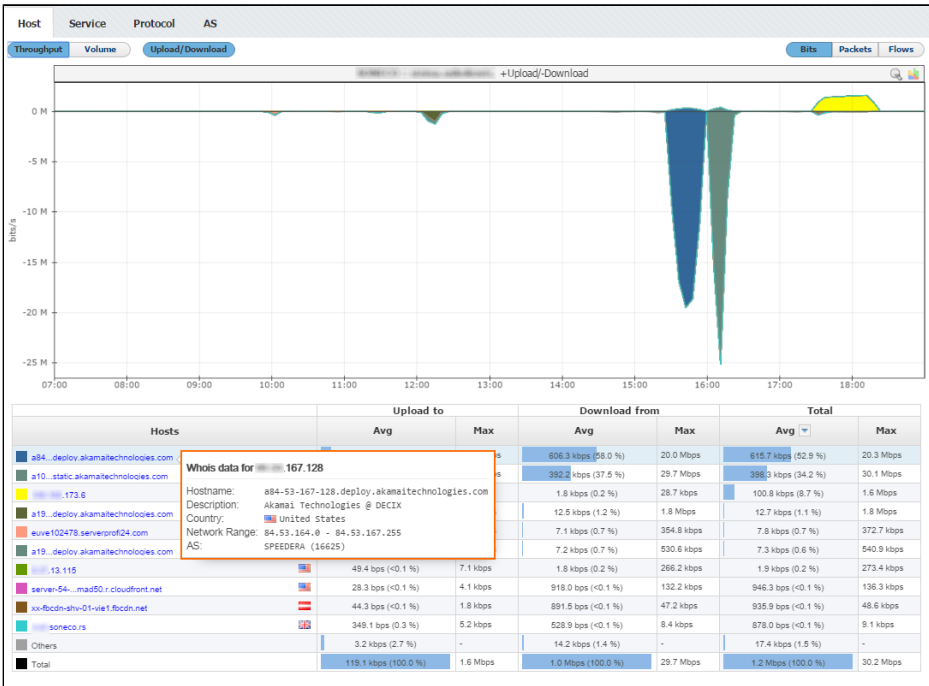 Host Service Protocol AS
Throughput Volume Upload/Download Bits Packets Flows
+Upload/-Download
0 M
-5 M
-10 M
-15 M
-20 M
-25 M
bits/s
07:00 08:00 09:00 10:00 11:00 12:00 13:00 14:00 15:00 16:00 17:00 18:00
Upload to Download from Total
Hosts Avg Max Avg Max Avg Max
a84...deploy.akamaitechnologies.com 606.3 kbps (58.0 %) 20.0 Mbps 615.7 kbps (52.9 %) 20.3 Mbps
a10...static.akamaitechnologies.com 392.2 kbps (37.5 %) 29.7 Mbps 398.3 kbps (34.2 %) 30.1 Mbps
.173.6 1.8 kbps (0.2 %) 28.7 kbps 100.8 kbps (8.7 %) 1.6 Mbps
a19...deploy.akamaitechnologies.com 12.5 kbps (1.2 %) 1.8 Mbps 12.7 kbps (1.1 %) 1.8 Mbps
euve102478.serverprofi24.com 7.1 kbps (0.7 %) 354.8 kbps 7.8 kbps (0.7 %) 372.7 kbps
a19...deploy.akamaitechnologies.com 7.2 kbps (0.7 %) 530.6 kbps 7.3 kbps (0.6 %) 540.9 kbps
.13.115 49.4 bps (<0.1 %) 7.1 kbps 1.8 kbps (0.2 %) 266.2 kbps 1.9 kbps (0.2 %) 273.4 kbps
server-54-...mad50.r.cloudfront.net 28.3 bps (<0.1 %) 4.1 kbps 918.0 bps (<0.1 %) 132.2 kbps 946.3 bps (<0.1 %) 136.3 kbps
xx-fbcdn-shv-01-vie1.fbcdn.net 44.3 bps (<0.1 %) 1.8 kbps 891.5 bps (<0.1 %) 47.2 kbps 935.9 bps (<0.1 %) 48.6 kbps
soneco.rs 349.1 bps (0.3 %) 5.2 kbps 528.9 bps (<0.1 %) 8.4 kbps 878.0 bps (<0.1 %) 9.1 kbps
Others 3.2 kbps (2.7 %) - 14.2 kbps (1.4 %) - 17.4 kbps (1.5 %) -
Total 119.1 kbps (100.0 %) 1.6 Mbps 1.0 Mbps (100.0 %) 29.7 Mbps 1.2 Mbps (100.0 %) 30.2 Mbps
Whois data for .167.128
Hostname: a84-53-167-128.deploy.akamaitechnologies.com
Description: Akamai Technologies @ DECIX
Country: United States
Network Range: 84.53.164.0 - 84.53.167.255
AS: SPEEDERA (16625)